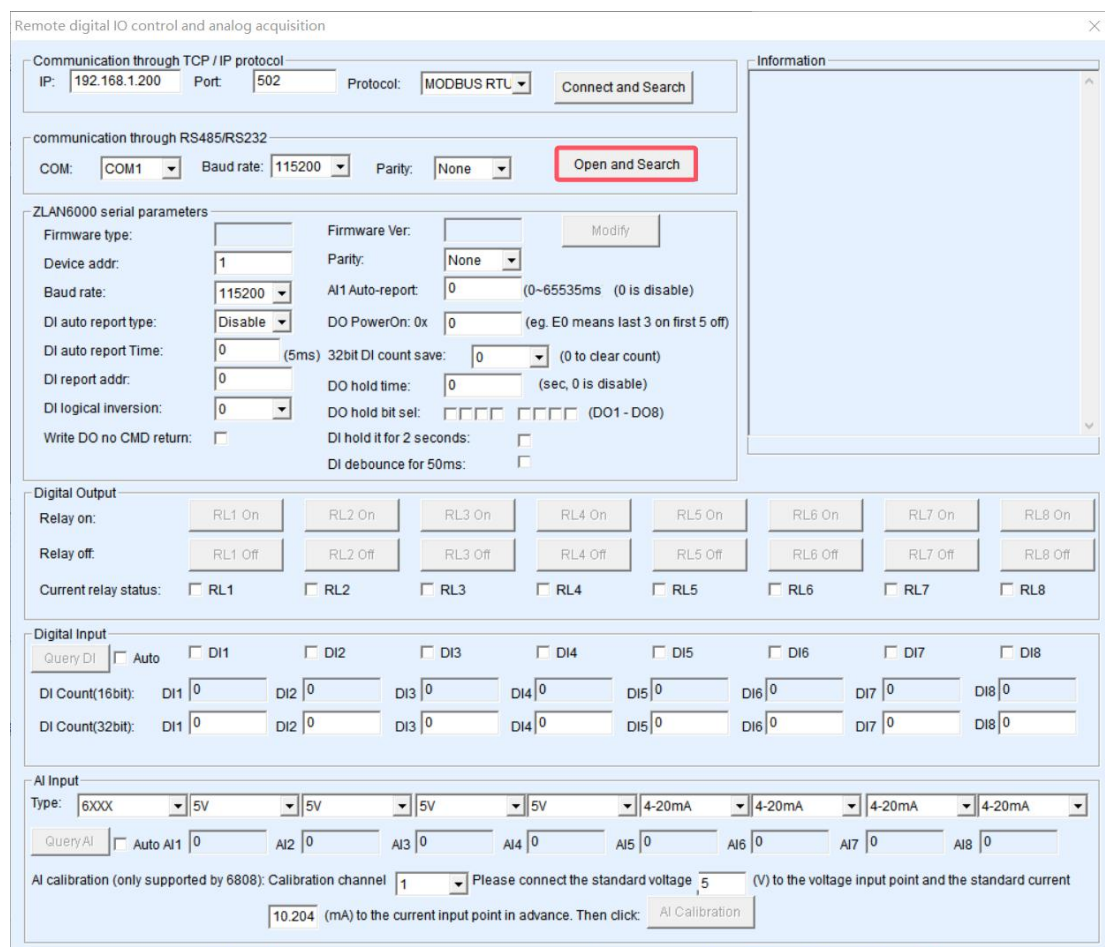 Remote digital IO control and analog acquisition
Communication through TCP / IP protocol
IP: 192.168.1.200 Port: 502 Protocol: MODBUS RTU Connect and Search
communication through RS485/RS232
COM: COM1 Baud rate: 115200 Parity: None Open and Search
Information
ZLAN6000 serial parameters
Firmware type: Firmware Ver: Modify
Device addr: 1 Parity: None
Baud rate: 115200 AI1 Auto-report: 0 (0~65535ms (0 is disable)
DI auto report type: Disable DO PowerOn: 0x 0 (eg. E0 means last 3 on first 5 off)
DI auto report Time: 0 (5ms) 32bit DI count save: 0 (0 to clear count)
DI report addr: 0 DO hold time: 0 (sec, 0 is disable)
DI logical inversion: 0 DO hold bit sel: (DO1 - DO8)
Write DO no CMD return: DI hold it for 2 seconds:
DI debounce for 50ms:
Digital Output
Relay on: RL1 On RL2 On RL3 On RL4 On RL5 On RL6 On RL7 On RL8 On
Relay off: RL1 Off RL2 Off RL3 Off RL4 Off RL5 Off RL6 Off RL7 Off RL8 Off
Current relay status: RL1 RL2 RL3 RL4 RL5 RL6 RL7 RL8
Digital Input
Query DI Auto DI1 DI2 DI3 DI4 DI5 DI6 DI7 DI8
DI Count(16bit): DI1 0 DI2 0 DI3 0 DI4 0 DI5 0 DI6 0 DI7 0 DI8 0
DI Count(32bit): DI1 0 DI2 0 DI3 0 DI4 0 DI5 0 DI6 0 DI7 0 DI8 0
AI Input
Type: 6XXX 5V 5V 5V 5V 4-20mA 4-20mA 4-20mA 4-20mA
Query AI Auto AI1 0 AI2 0 AI3 0 AI4 0 AI5 0 AI6 0 AI7 0 AI8 0
AI calibration (only supported by 6808): Calibration channel 1 Please connect the standard voltage 5 (V) to the voltage input point and the standard current
10.204 (mA) to the current input point in advance. Then click: AI Calibration